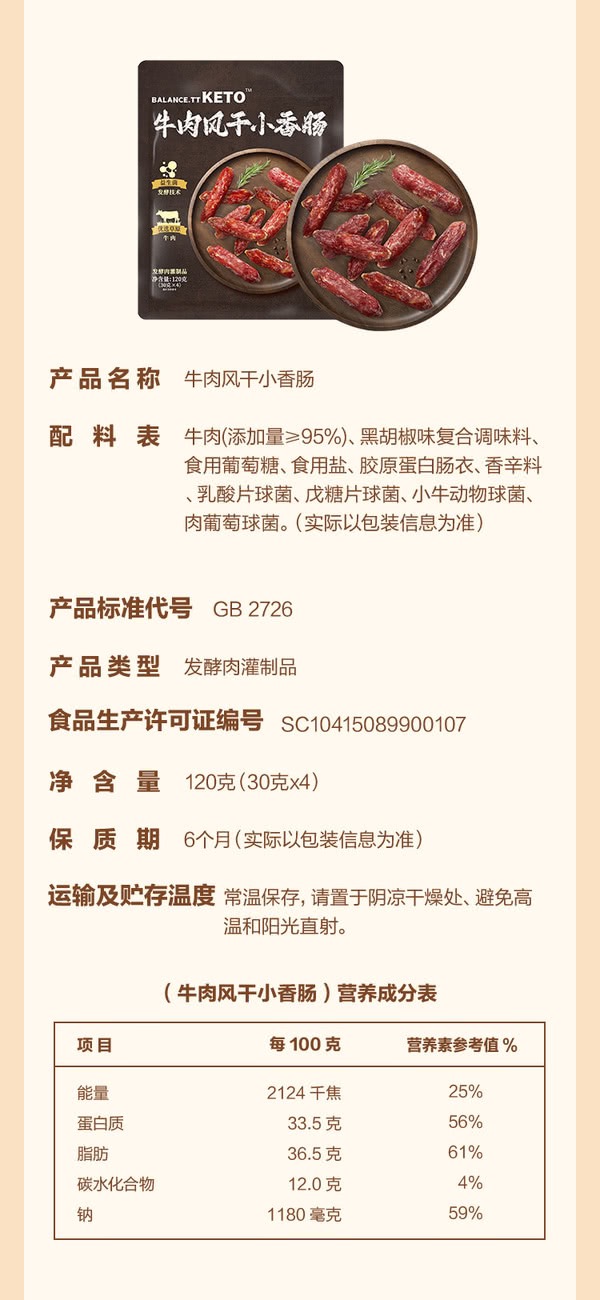 BALANCE.TT KETO™
牛肉风干小香肠
益生菌
发酵技术
优选草原
牛肉
发酵肉灌制品
净含量:120克
(30克×4)
产品名称 牛肉风干小香肠
配料表 牛肉(添加量≥95%)、黑胡椒味复合调味料、
食用葡萄糖、食用盐、胶原蛋白肠衣、香辛料
、乳酸片球菌、戊糖片球菌、小牛动物球菌、
肉葡萄球菌。(实际以包装信息为准)
产品标准代号 GB 2726
产品类型 发酵肉灌制品
食品生产许可证编号 SC10415089900107
净含量 120克(30克x4)
保质期 6个月(实际以包装信息为准)
运输及贮存温度 常温保存,请置于阴凉干燥处、避免高
温和阳光直射。
(牛肉风干小香肠)营养成分表
项目 每100克 营养素参考值%
能量 2124千焦 25%
蛋白质 33.5克 56%
脂肪 36.5克 61%
碳水化合物 12.0克 4%
钠 1180毫克 59%